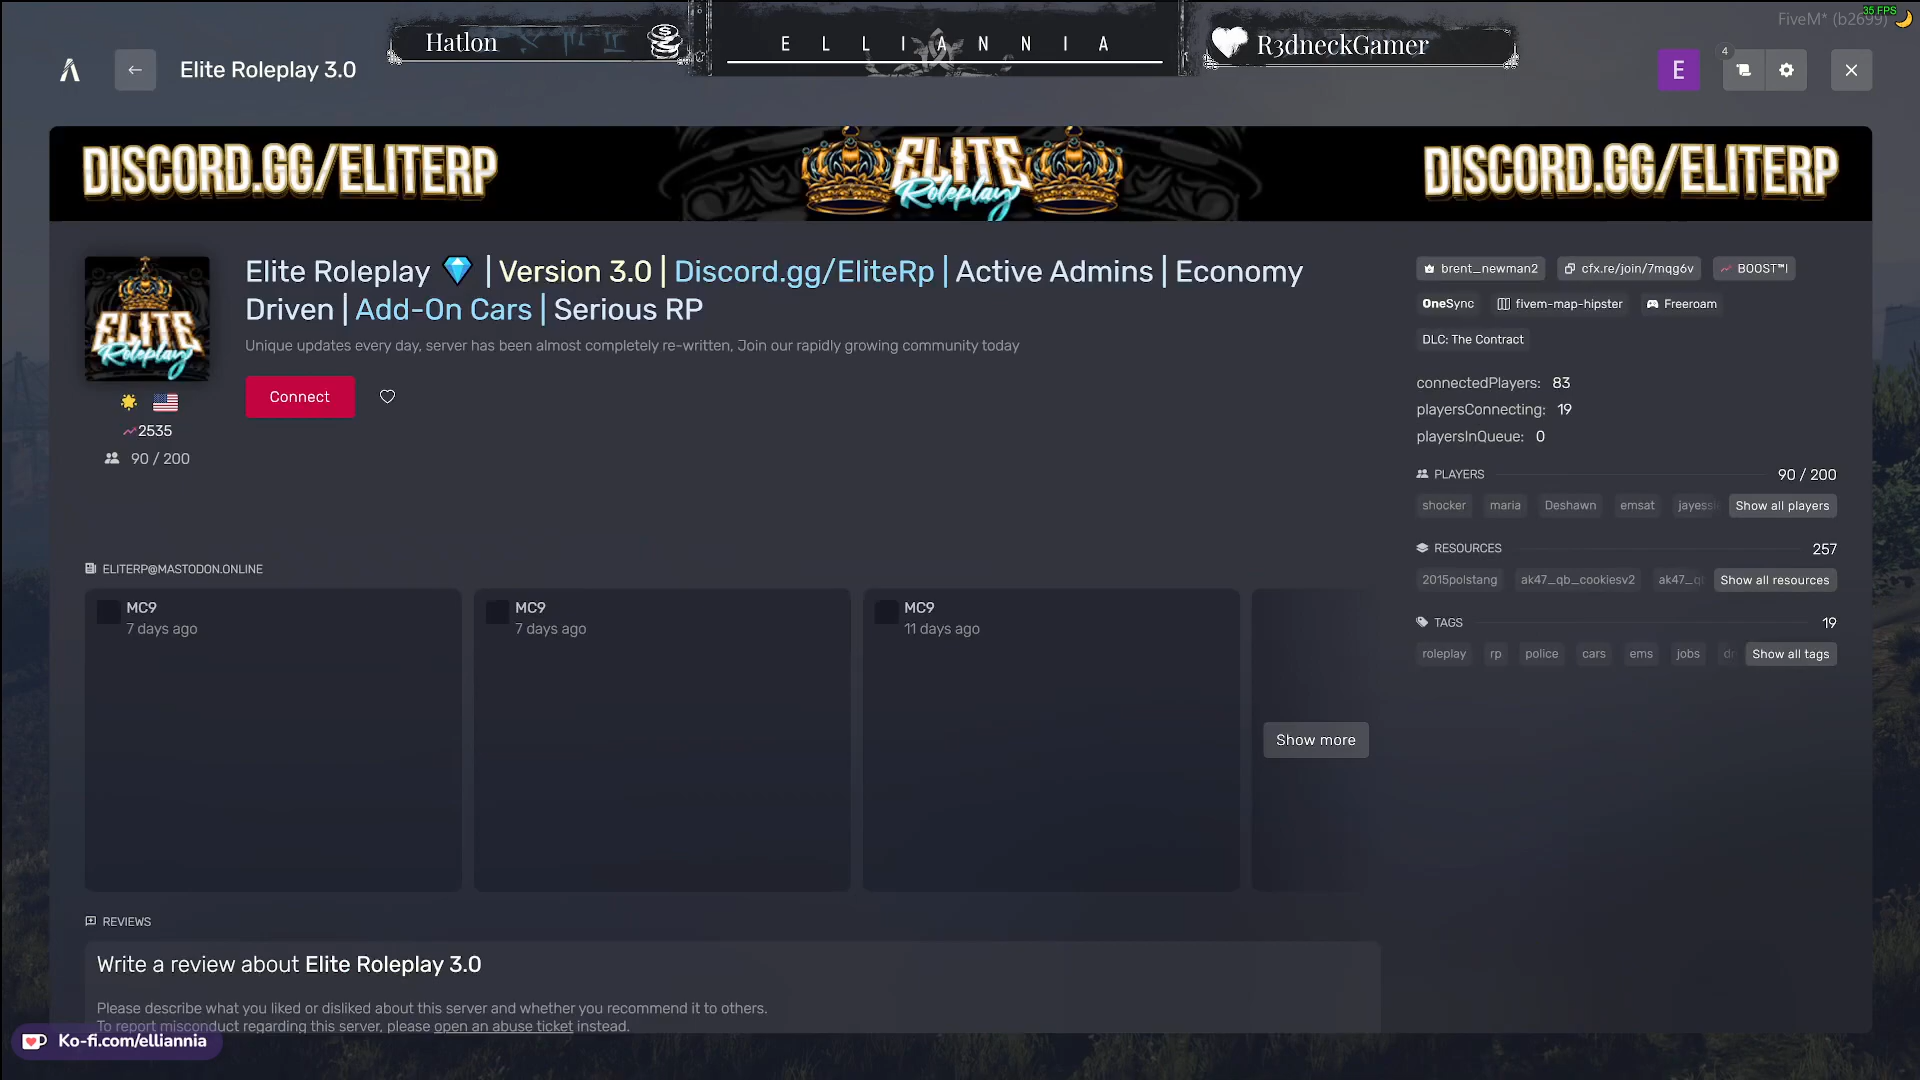 Hatlon
ELLIANNIA
R3dneckGamer
FiveM* (b2699)
35 FPS
Elite Roleplay 3.0
E
4
DISCORD.GG/ELITERP
ELITE
Roleplay
DISCORD.GG/ELITERP
ELITE
Roleplay
Elite Roleplay 💎 | Version 3.0 | Discord.gg/EliteRp | Active Admins | Economy
Driven | Add-On Cars | Serious RP
Unique updates every day, server has been almost completely re-written, Join our rapidly growing community today
Connect
2535
90 / 200
brent_newman2
cfx.re/join/7mqg6v
BOOST™!
OneSync
fivem-map-hipster
Freeroam
DLC: The Contract
connectedPlayers: 83
playersConnecting: 19
playersInQueue: 0
PLAYERS 90 / 200
shocker maria Deshawn emsat Show all players
RESOURCES 257
2015polstang ak47_qb_cookiesv2 Show all resources
TAGS 19
roleplay rp police cars ems jobs Show all tags
ELITERP@MASTODON.ONLINE
MC9
7 days ago
MC9
7 days ago
MC9
11 days ago
Show more
REVIEWS
Write a review about Elite Roleplay 3.0
Please describe what you liked or disliked about this server and whether you recommend it to others.
To report misconduct regarding this server, please open an abuse ticket instead.
Ko-fi.com/elliannia